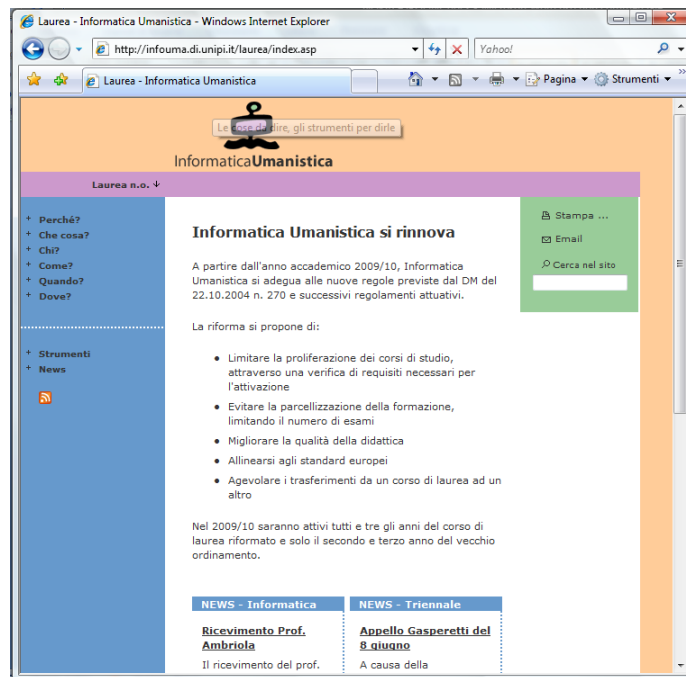 Laurea - Informatica Umanistica - Windows Internet Explorer
http://infouma.di.unipi.it/laurea/index.asp
Yahoo!
Laurea - Informatica Umanistica
Pagina
Strumenti
Le cose da dire, gli strumenti per dirle
InformaticaUmanistica
Laurea n.o.
Perché?
Che cosa?
Chi?
Come?
Quando?
Dove?
Strumenti
News
Informatica Umanistica si rinnova
A partire dall'anno accademico 2009/10, Informatica
Umanistica si adegua alle nuove regole previste dal DM del
22.10.2004 n. 270 e successivi regolamenti attuativi.
La riforma si propone di:
Limitare la proliferazione dei corsi di studio,
attraverso una verifica di requisiti necessari per
l'attivazione
Evitare la parcellizzazione della formazione,
limitando il numero di
esami
Migliorare la qualità della didattica
Allinearsi agli standard europei
Agevolare i trasferimenti da un corso di laurea ad un
altro
Nel 2009/10 saranno attivi tutti e tre gli anni del corso di
laurea riformato e solo il secondo e terzo anno del vecchio
ordinamento.
NEWS - Informatica
Ricevimento Prof.
Ambriola
Il ricevimento del prof.
NEWS - Triennale
Appello Gasperetti del
8 giugno
A causa della
Stampa ...
Email
Cerca nel sito